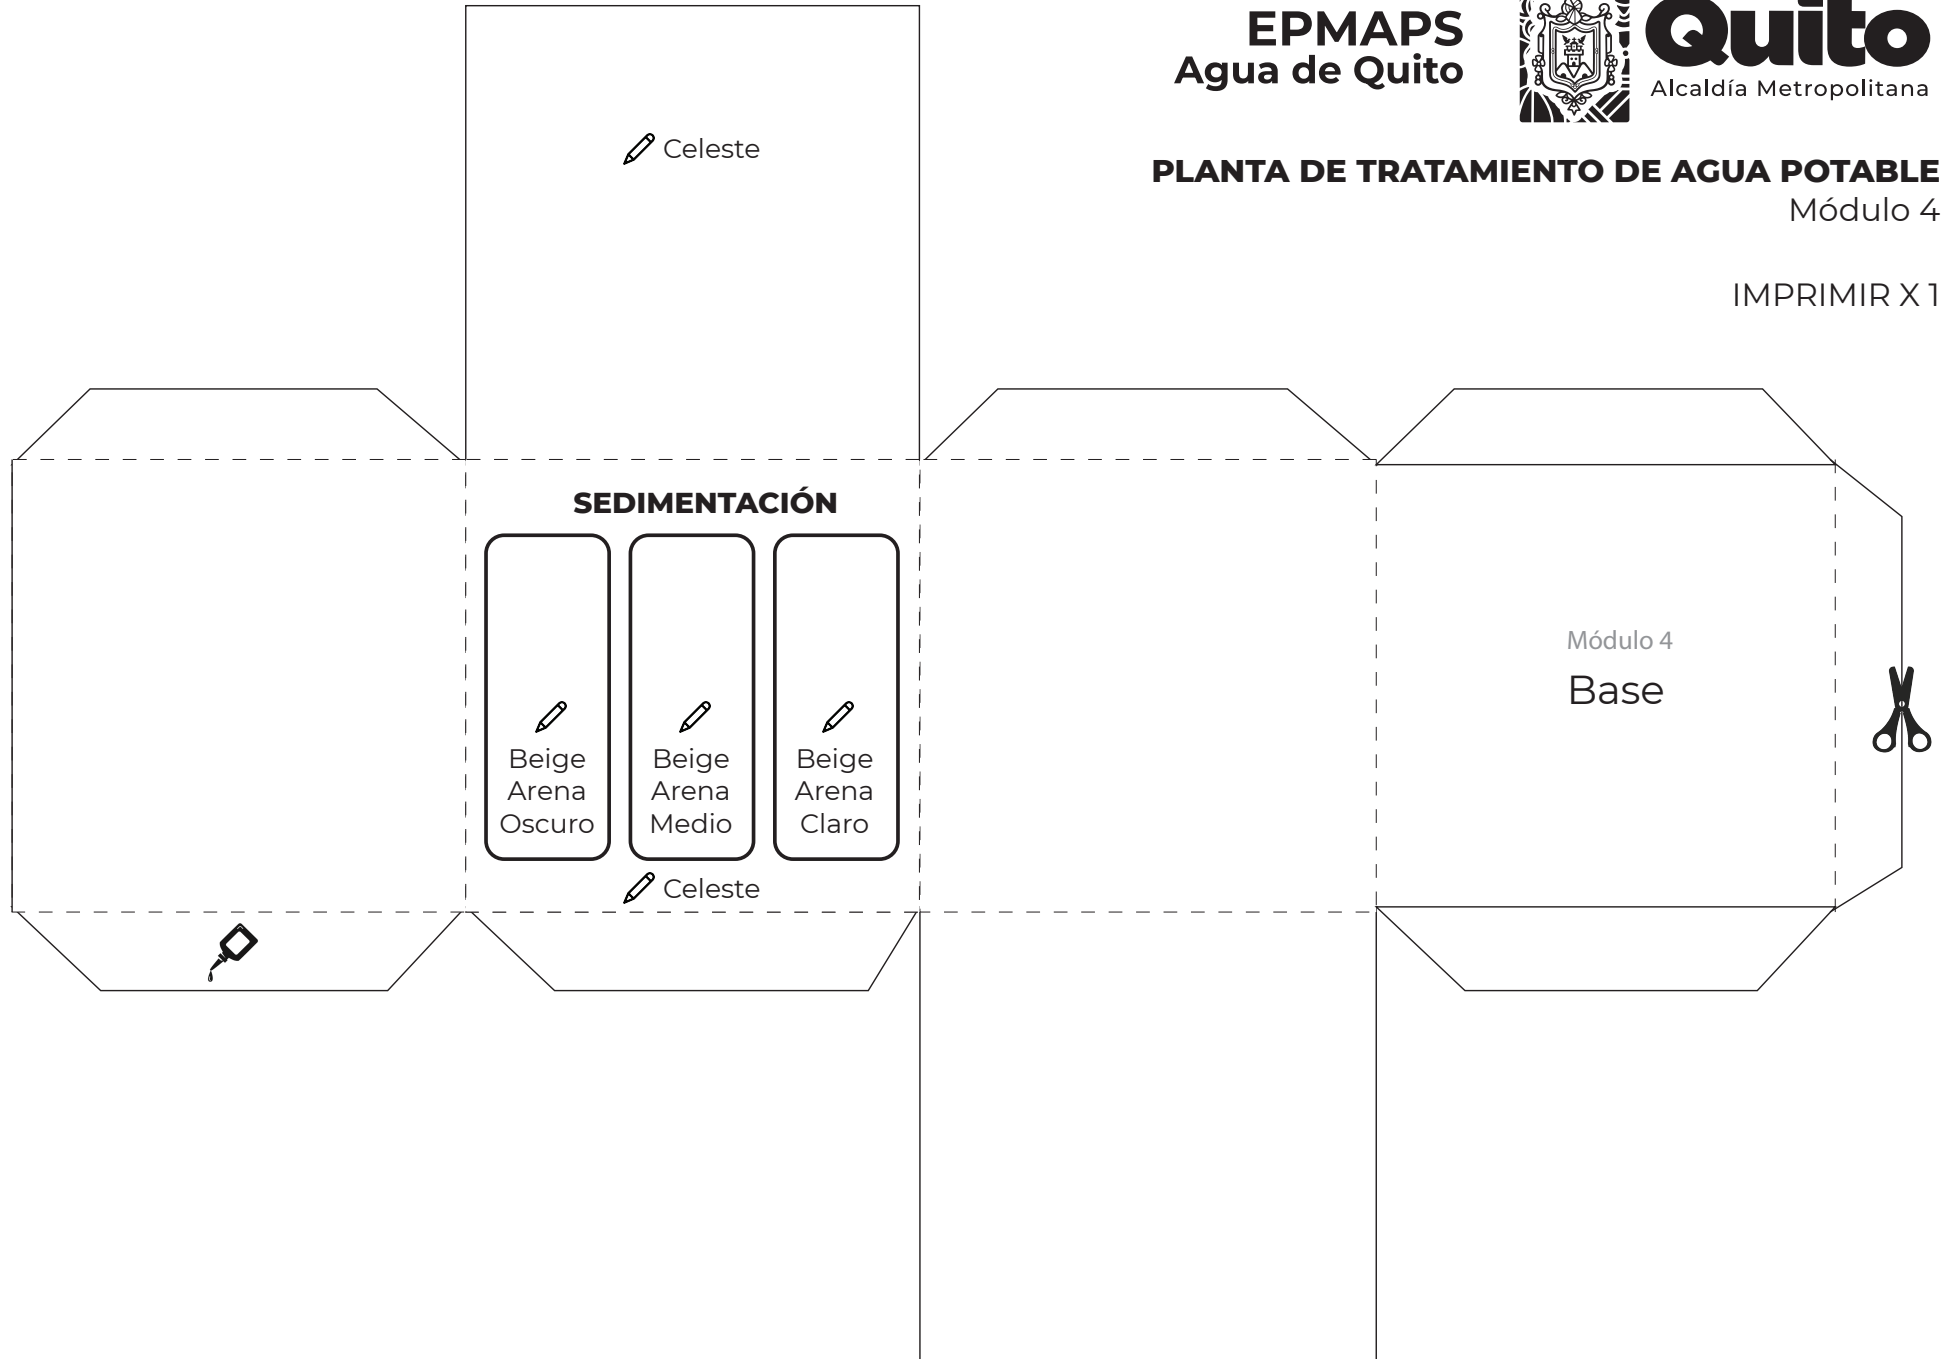 EPMAPS
Agua de Quito
Quito
Alcaldía Metropolitana
PLANTA DE TRATAMIENTO DE AGUA POTABLE
Módulo 4
IMPRIMIR X 1
Celeste
SEDIMENTACIÓN
Beige
Arena
Oscuro
Beige
Arena
Medio
Beige
Arena
Claro
Celeste
Módulo 4
Base